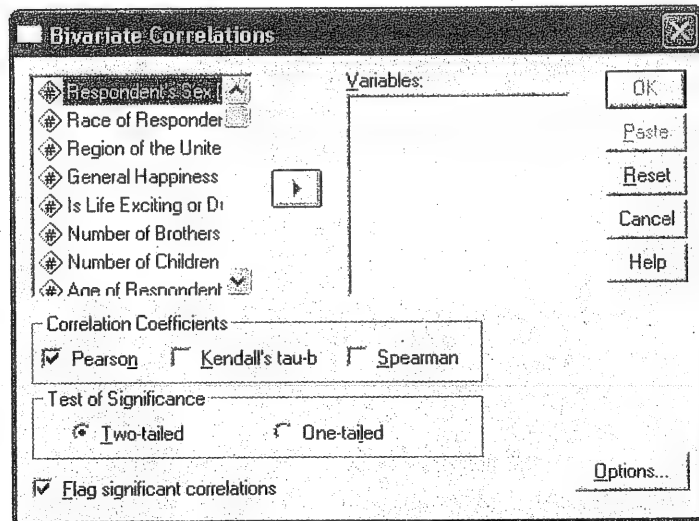 Bivariate Correlations
Respondent's Sex [
Race of Responder
Region of the Unite
General Happiness
Is Life Exciting or Du
Number of Brothers
Number of Children
Age of Respondent
Variables:
OK
Paste
Reset
Cancel
Help
Correlation Coefficients
Pearson Kendall's tau-b Spearman
Test of Significance
Two-tailed One-tailed
Flag significant correlations
Options...